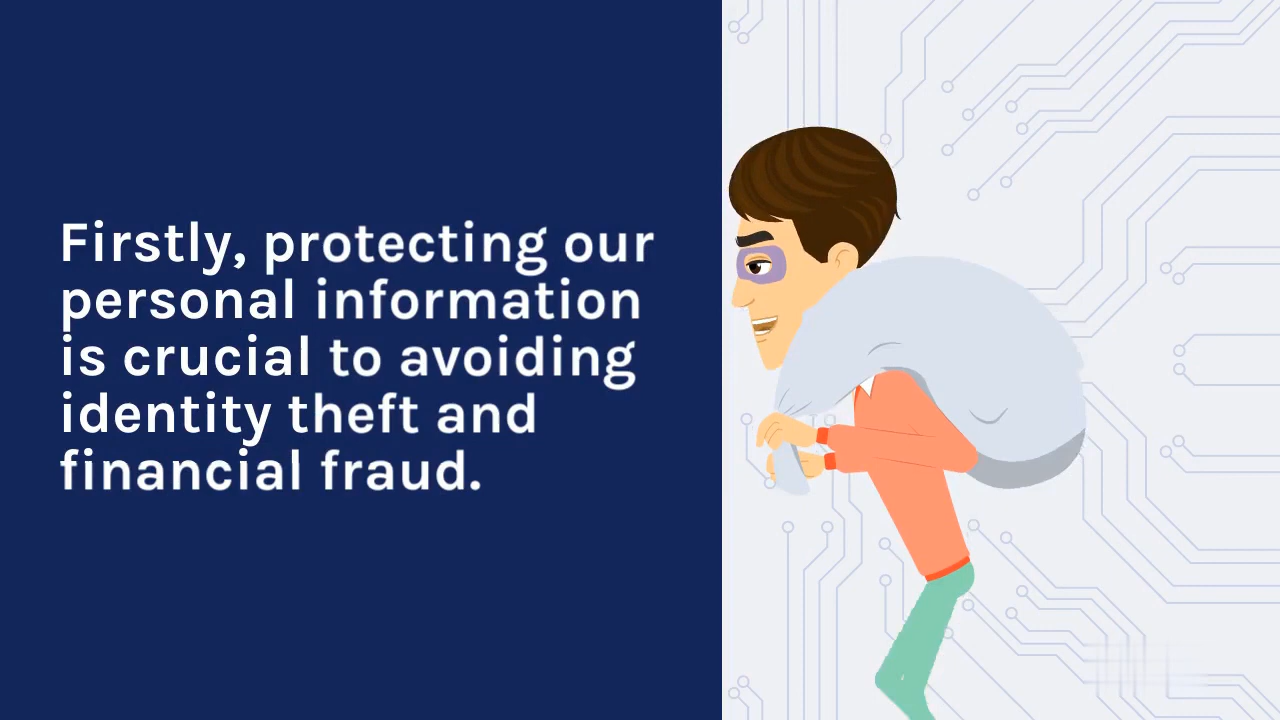 Firstly, protecting our
personal information
is crucial to avoiding
identity theft and
financial fraud.